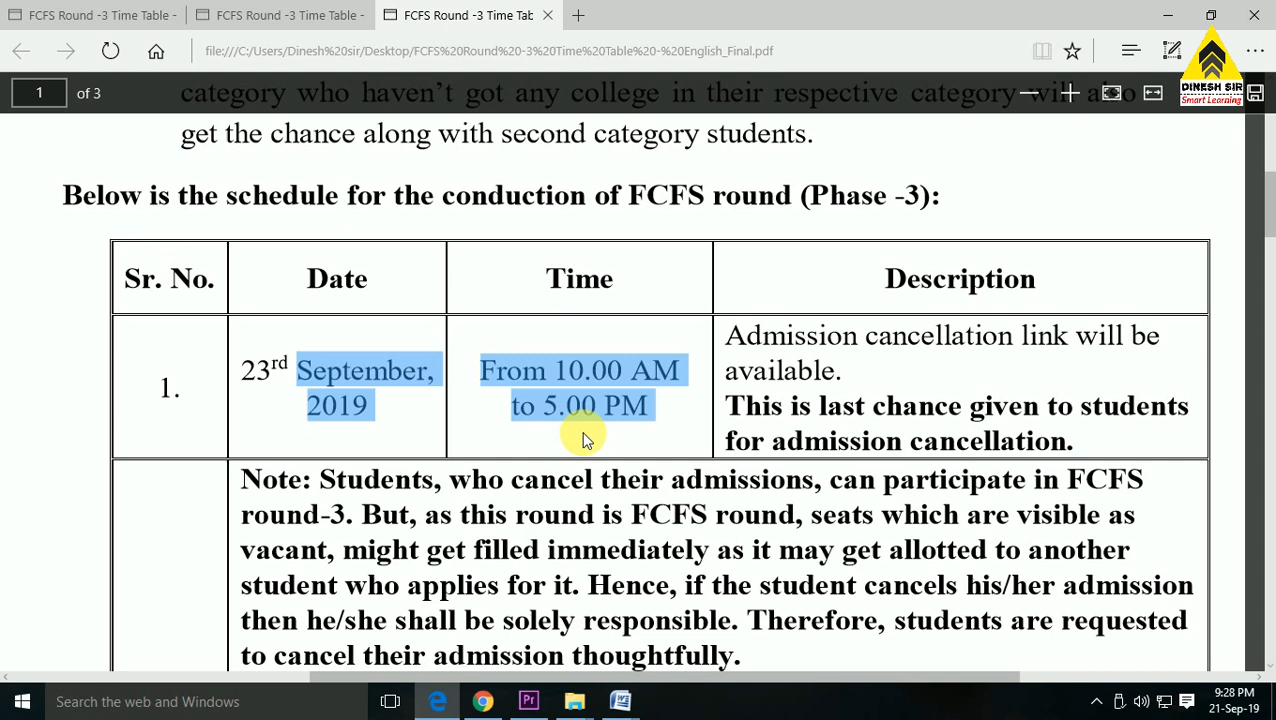 FCFS Round -3 Time Table -
FCFS Round -3 Time Table -
FCFS Round -3 Time Tab
file:///C:/Users/Dinesh%20sir/Desktop/FCFS%20Round%20-3%20Time%20Table%20-%20English_Final.pdf
DINESH SIR
Smart Learning
1 of 3
category who haven't got any college in their respective category will also
get the chance along with second category students.
Below is the schedule for the conduction of FCFS round (Phase -3):
Sr. No. Date Time Description
1. 23rd September, 2019 From 10.00 AM to 5.00 PM
Admission cancellation link will be
available.
This is last chance given to students
for admission cancellation.
Note: Students, who cancel their admissions, can participate in FCFS
round-3. But, as this round is FCFS round, seats which are visible as
vacant, might get filled immediately as it may get allotted to another
student who applies for it. Hence, if the student cancels his/her admission
then he/she shall be solely responsible. Therefore, students are requested
to cancel their admission thoughtfully.
Search the web and Windows
Pr
9:28 PM
21-Sep-19